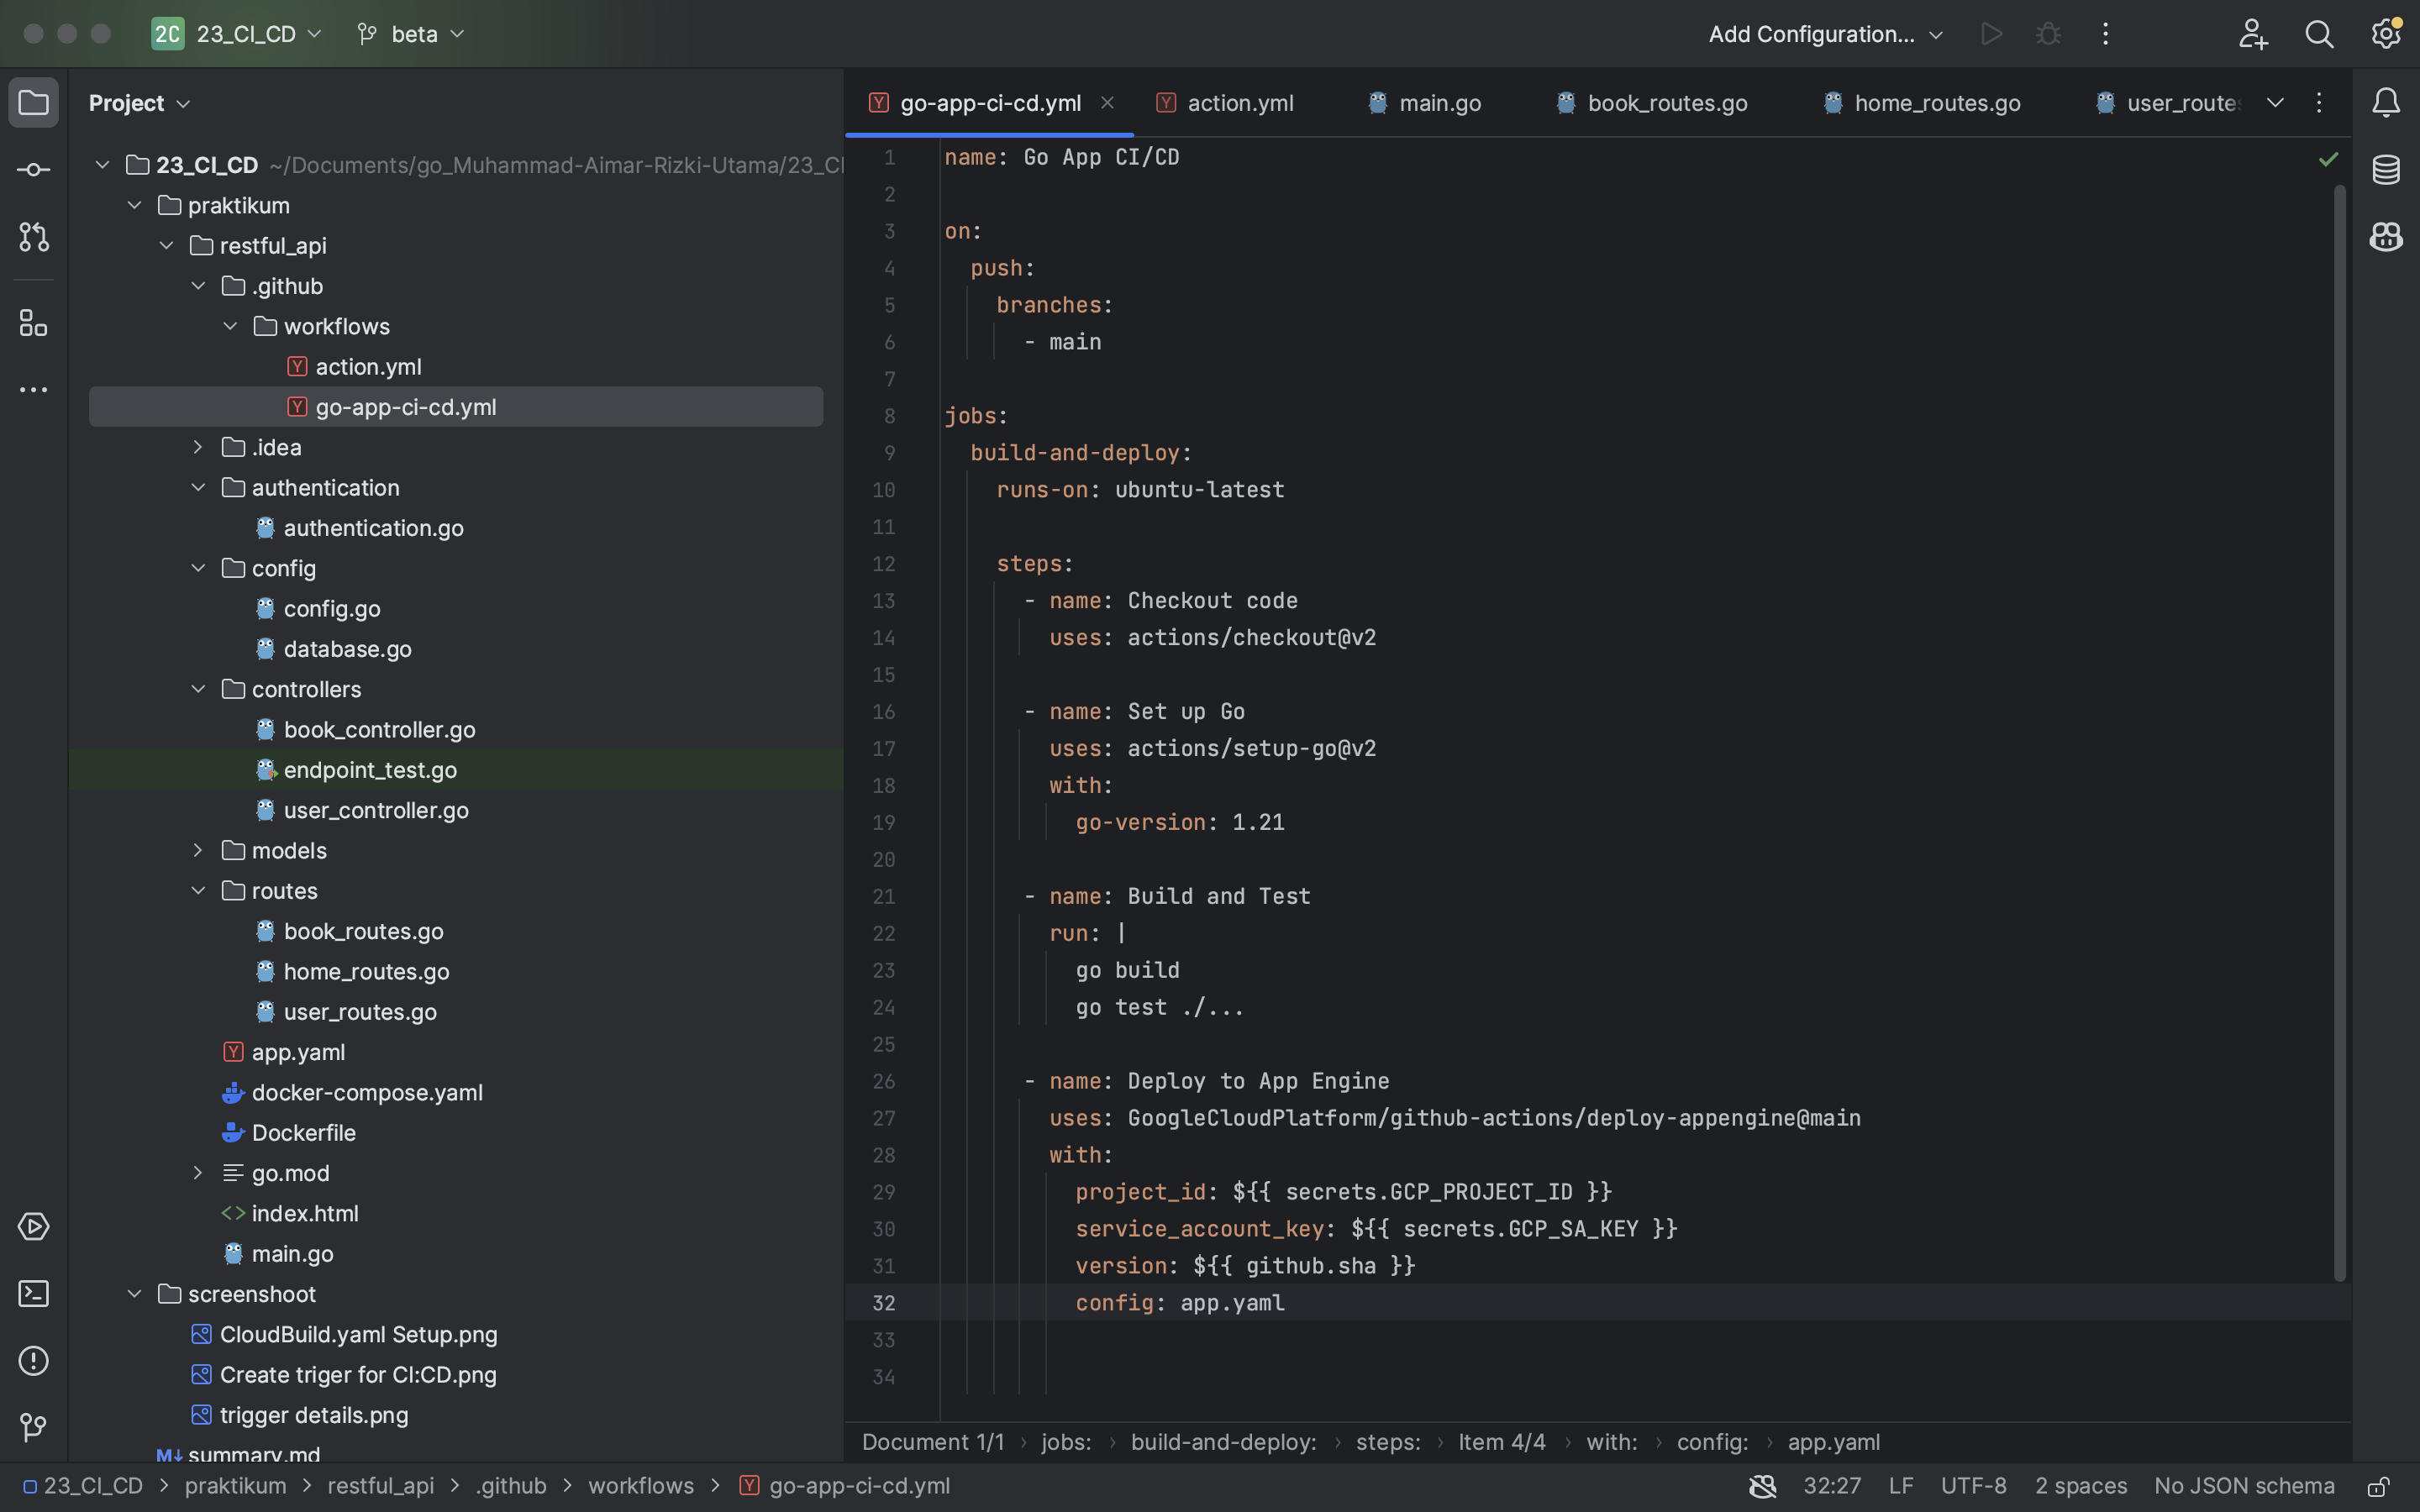 2C 23_CI_CD beta Add Configuration...
Project
23_CI_CD ~/Documents/go_Muhammad-Aimar-Rizki-Utama/23_CI
praktikum
restful_api
.github
workflows
action.yml
go-app-ci-cd.yml
.idea
authentication
authentication.go
config
config.go
database.go
controllers
book_controller.go
endpoint_test.go
user_controller.go
models
routes
book_routes.go
home_routes.go
user_routes.go
app.yaml
docker-compose.yaml
Dockerfile
go.mod
index.html
main.go
screenshoot
CloudBuild.yaml Setup.png
Create triger for CI:CD.png
trigger details.png
M↓ summary.md
go-app-ci-cd.yml action.yml main.go book_routes.go home_routes.go user_route
1 name: Go App CI/CD
2
3 on:
4 push:
5 branches:
6 - main
7
8 jobs:
9 build-and-deploy:
10 runs-on: ubuntu-latest
11
12 steps:
13 - name: Checkout code
14 uses: actions/checkout@v2
15
16 - name: Set up Go
17 uses: actions/setup-go@v2
18 with:
19 go-version: 1.21
20
21 - name: Build and Test
22 run: |
23 go build
24 go test ./...
25
26 - name: Deploy to App Engine
27 uses: GoogleCloudPlatform/github-actions/deploy-appengine@main
28 with:
29 project_id: ${{ secrets.GCP_PROJECT_ID }}
30 service_account_key: ${{ secrets.GCP_SA_KEY }}
31 version: ${{ github.sha }}
32 config: app.yaml
33
34
Document 1/1 › jobs: › build-and-deploy: › steps: › Item 4/4 › with: › config: › app.yaml
23_CI_CD > praktikum > restful_api > .github > workflows > go-app-ci-cd.yml 32:27 LF UTF-8 2 spaces No JSON schema